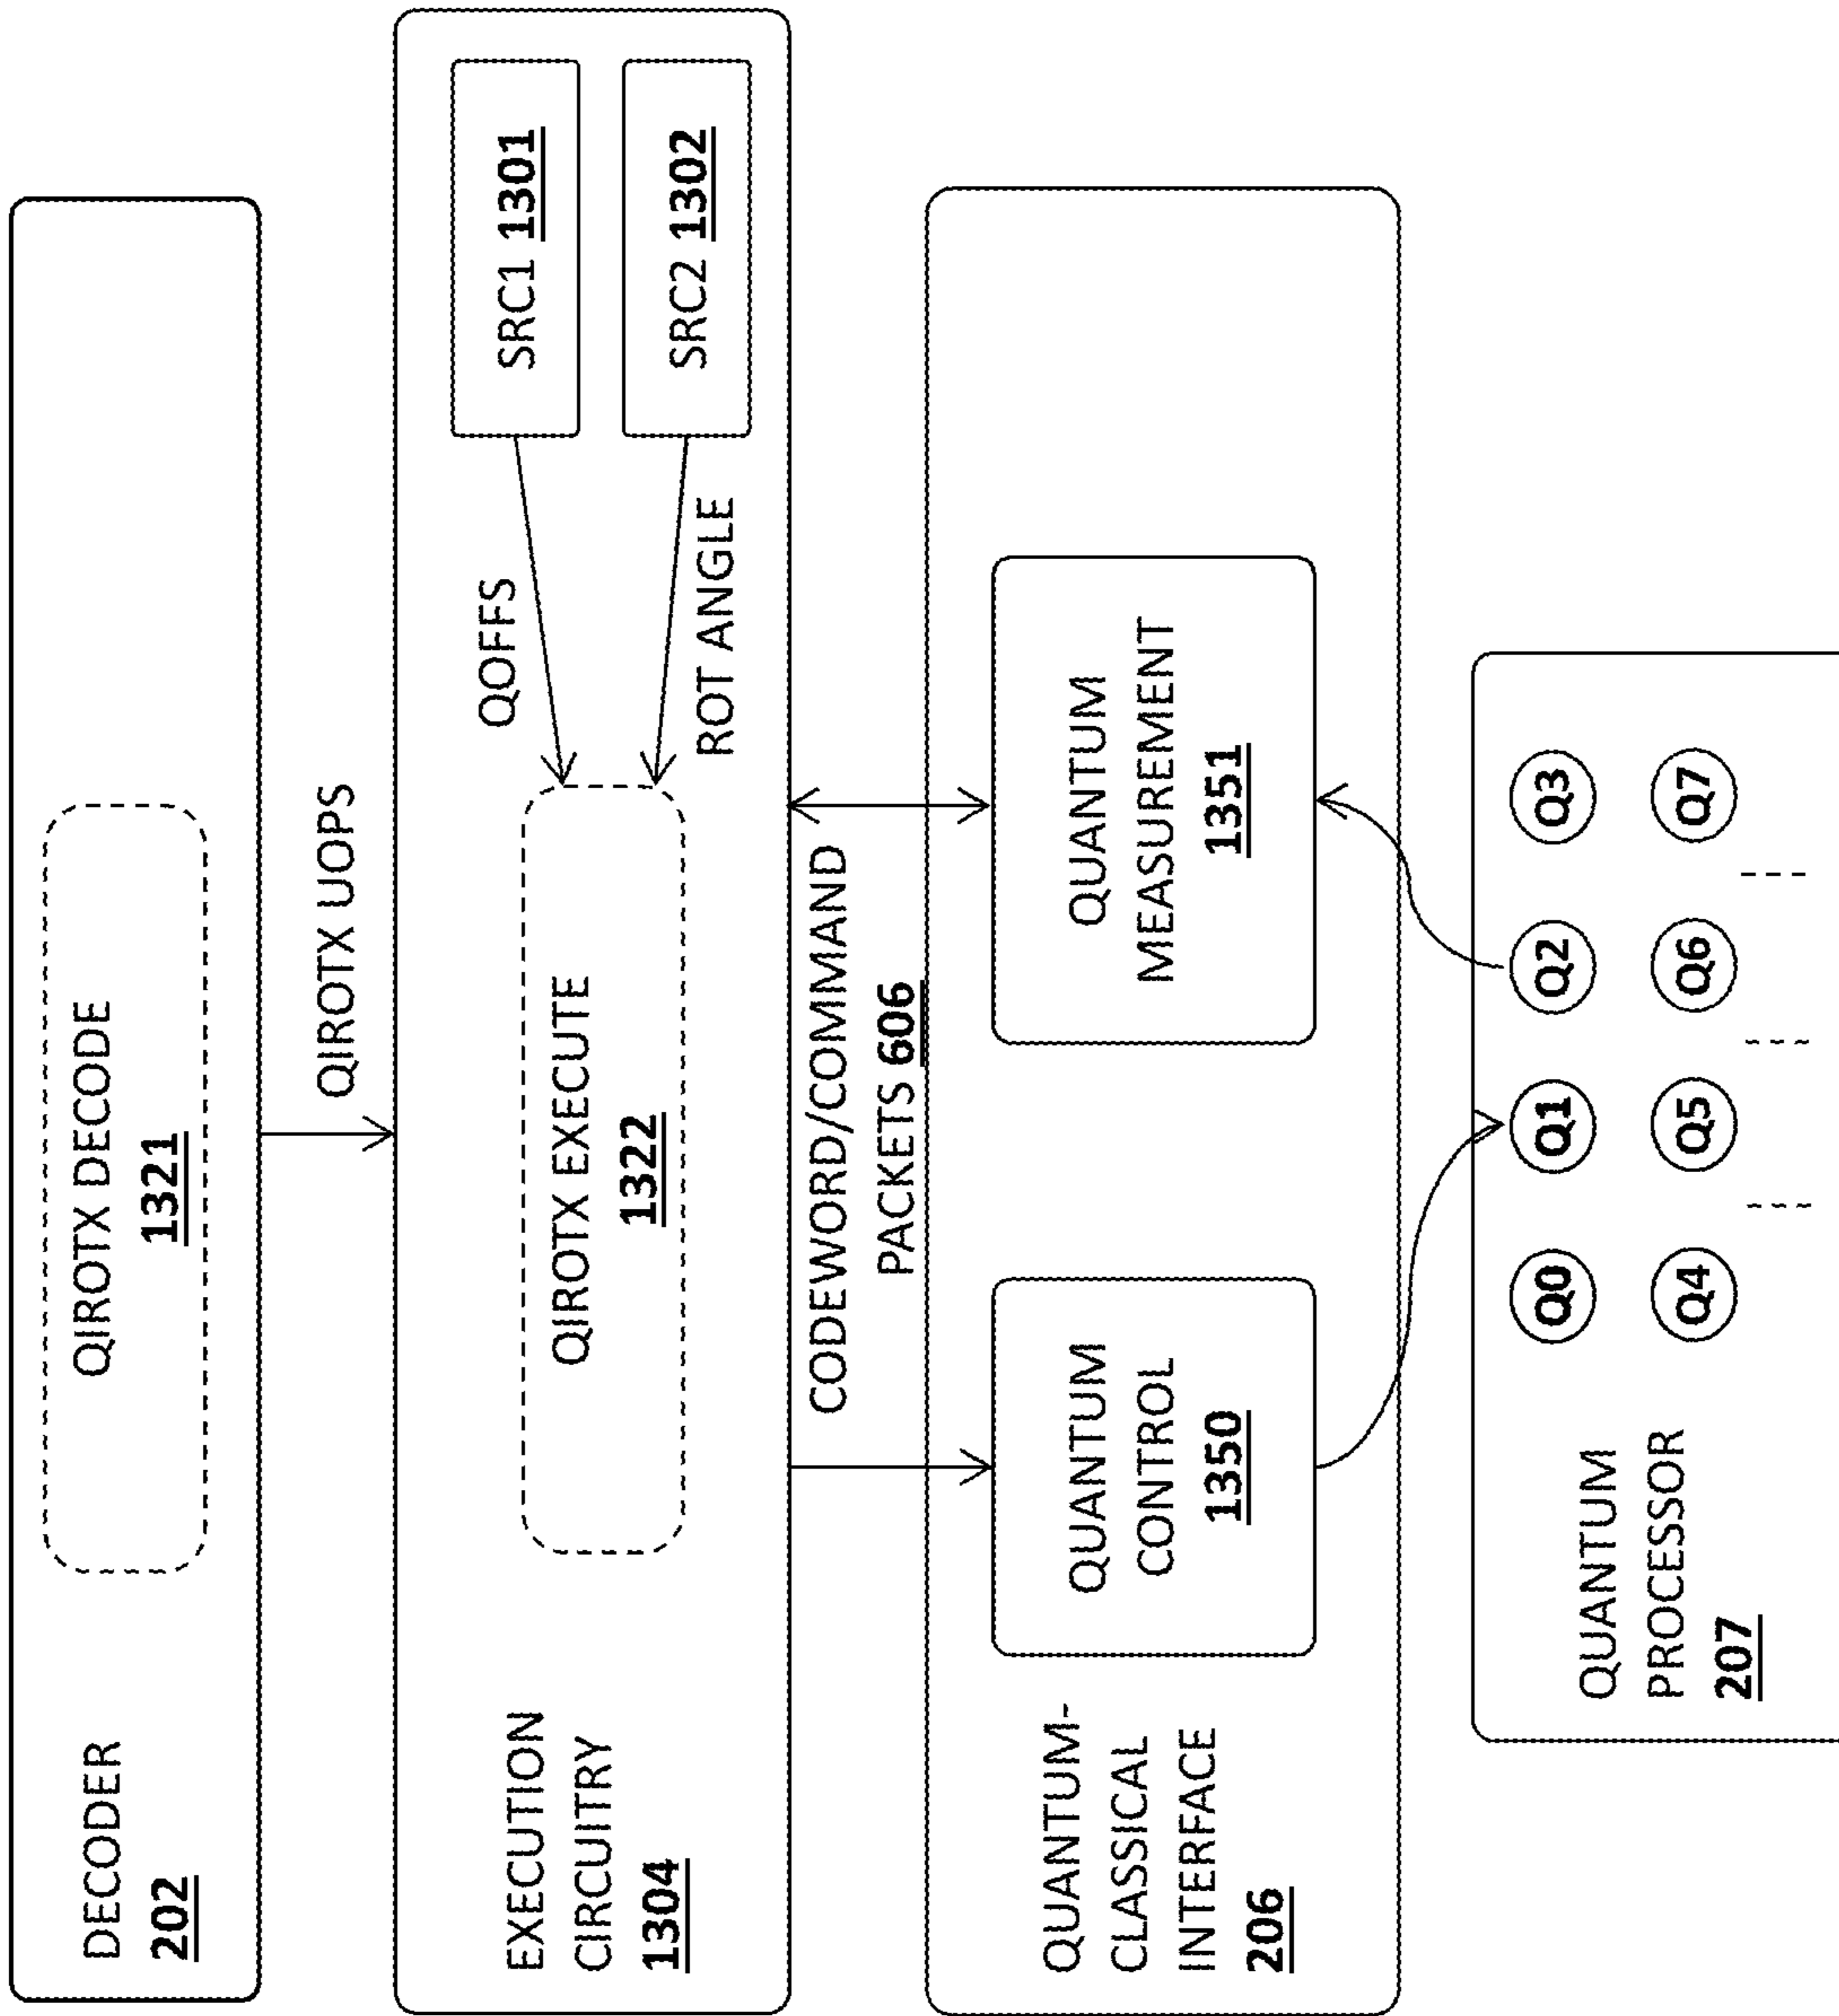 DECODER
202
QIROTX DECODE
1321
QIROTX UOPS
EXECUTION
CIRCUITRY
1304
QIROTX EXECUTE
1322
QOFFS
ROT ANGLE
SRC1 1301
SRC2 1302
CODEWORD/COMMAND
PACKETS 606
QUANTUM-
CLASSICAL
INTERFACE
206
QUANTUM
CONTROL
1350
QUANTUM
MEASUREMENT
1351
QUANTUM
PROCESSOR
207
Q0 Q1 Q2 Q3
Q4 Q5 Q6 Q7